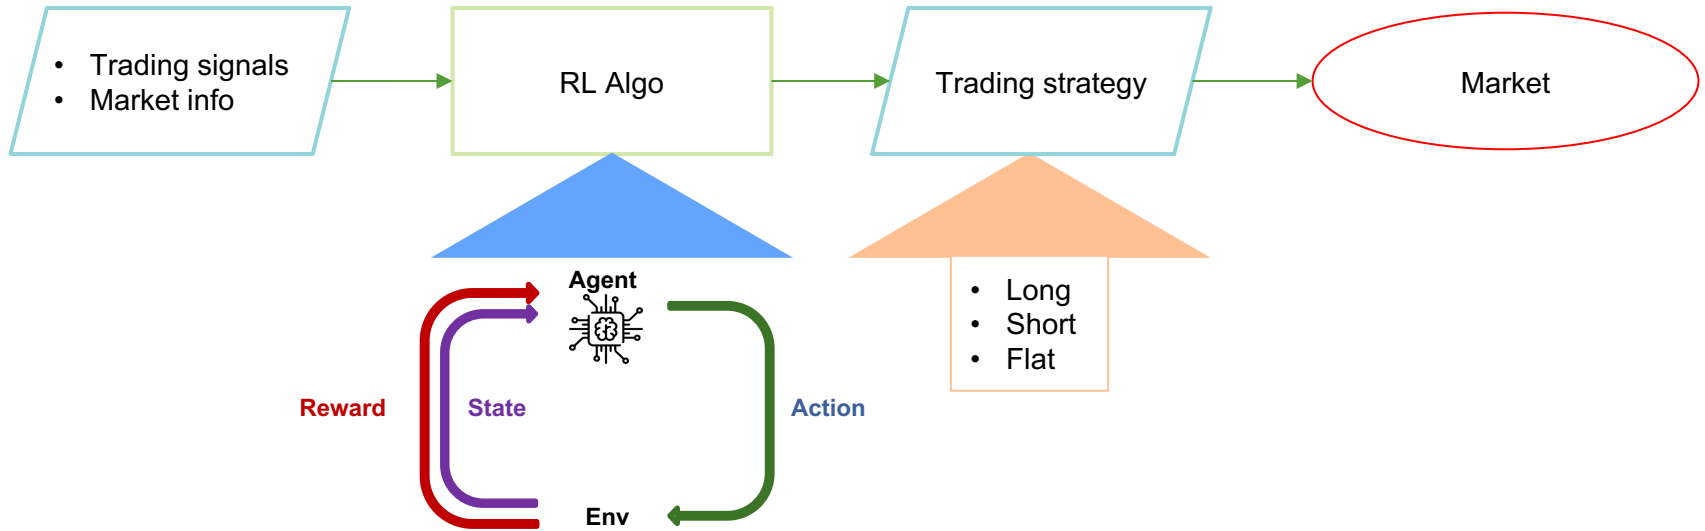 • Trading signals
• Market info
RL Algo
Trading strategy
Market
Agent
Reward
State
Action
Env
• Long
• Short
• Flat